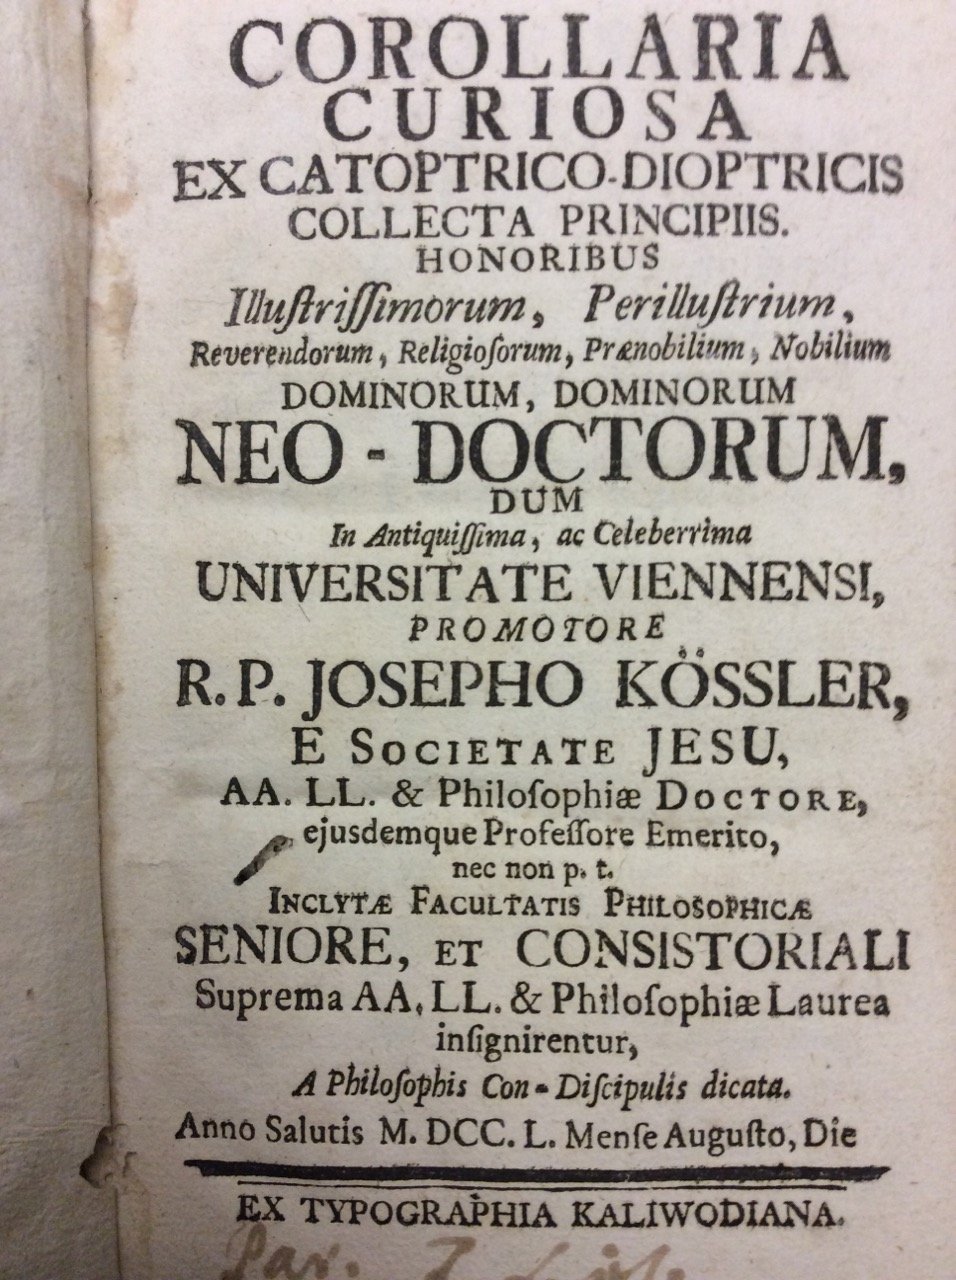 COROLLARIA
CURIOSA
EX CATOPTRICO-DIOPTRICIS
COLLECTA PRINCIPIIS.
HONORIBUS
Illuſtriſſimorum, Perilluſtrium,
Reverendorum, Religioſorum, Prænobilium, Nobilium
DOMINORUM, DOMINORUM
NEO-DOCTORUM,
DUM
In Antiquiſſima, ac Celeberrima
UNIVERSITATE VIENNENSI,
PROMOTORE
R. P. JOSEPHO KÖSSLER,
E SOCIETATE JESU,
AA. LL. & Philoſophiæ DOCTORE,
ejusdemque Profeſſore Emerito,
nec non p. t.
INCLYTÆ FACULTATIS PHILOSOPHICÆ
SENIORE, ET CONSISTORIALI
Suprema AA. LL. & Philoſophiæ Laurea
inſignirentur,
A Philoſophis Con-Diſcipulis dicata.
Anno Salutis M. DCC. L. Menſe Auguſto, Die
EX TYPOGRAPHIA KALIWODIANA.